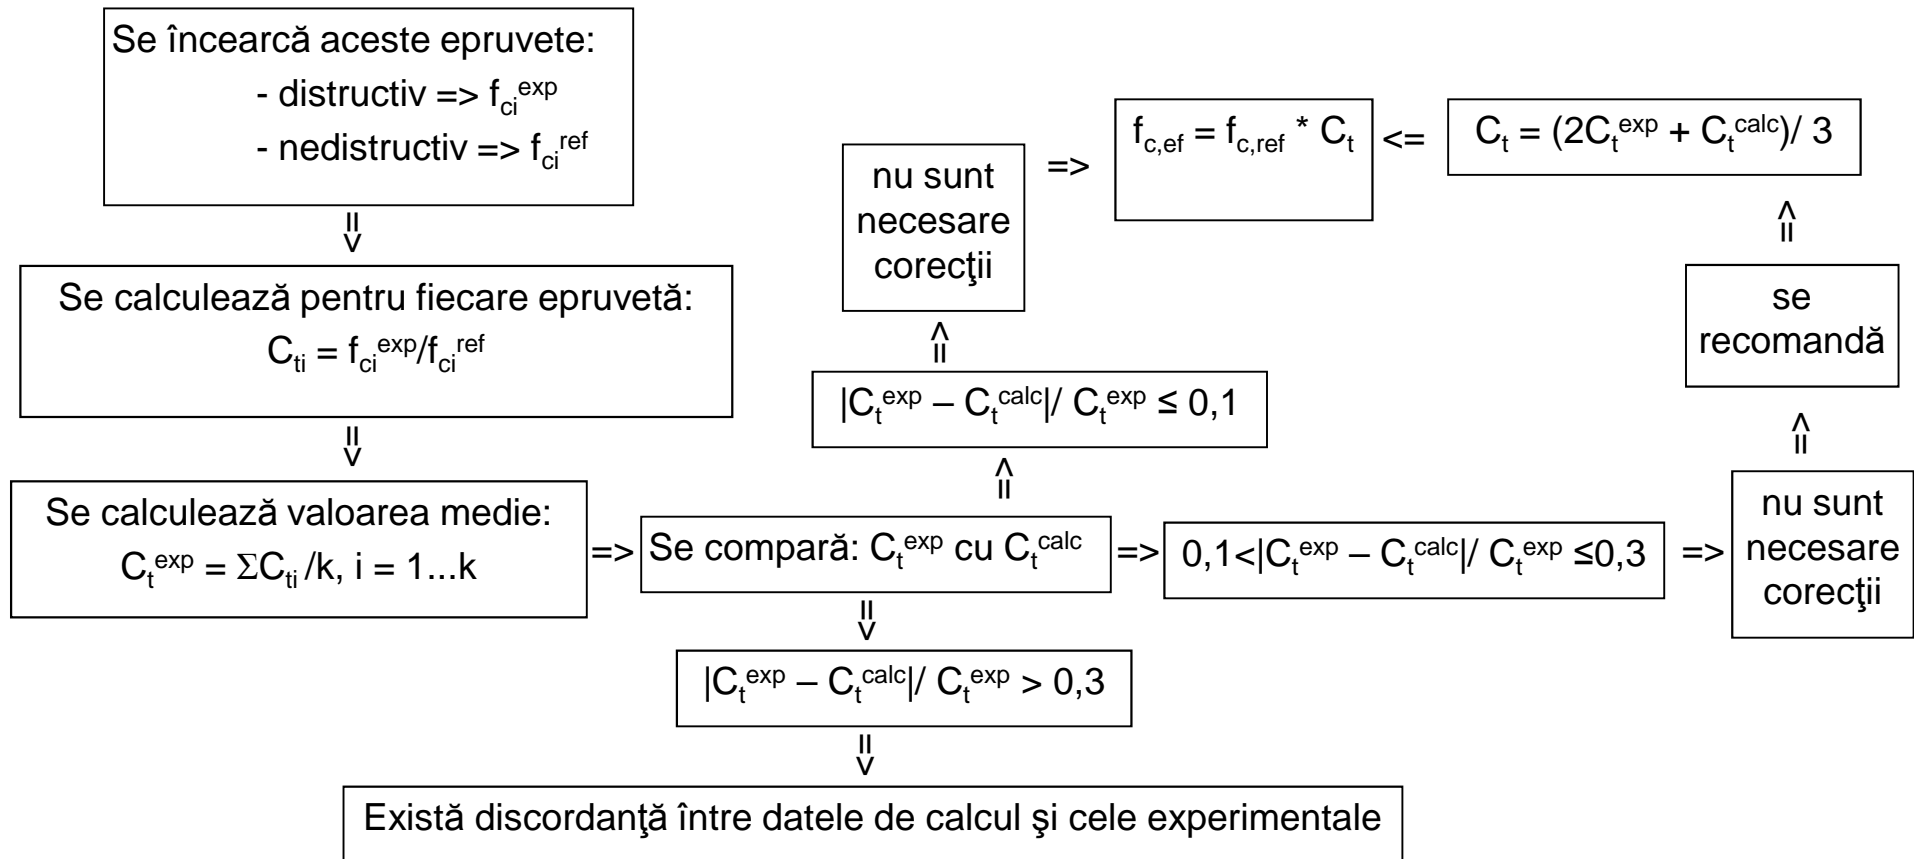 Se încearcă aceste epruvete:
- distructiv => f_ci^exp
- nedistructiv => f_ci^ref
=>
Se calculează pentru fiecare epruvetă:
C_ti = f_ci^exp/f_ci^ref
=>
Se calculează valoarea medie:
C_t^exp = ΣC_ti /k, i = 1...k
=>
Se compară: C_t^exp cu C_t^calc
=>
|C_t^exp – C_t^calc|/ C_t^exp ≤ 0,1
=>
nu sunt
necesare
corecţii
=>
f_c,ef = f_c,ref * C_t
<=
C_t = (2C_t^exp + C_t^calc)/ 3
=>
se
recomandă
=>
nu sunt
necesare
corecţii
=>
0,1<|C_t^exp – C_t^calc|/ C_t^exp ≤0,3
=>
=>
|C_t^exp – C_t^calc|/ C_t^exp > 0,3
=>
Există discordanţă între datele de calcul şi cele experimentale